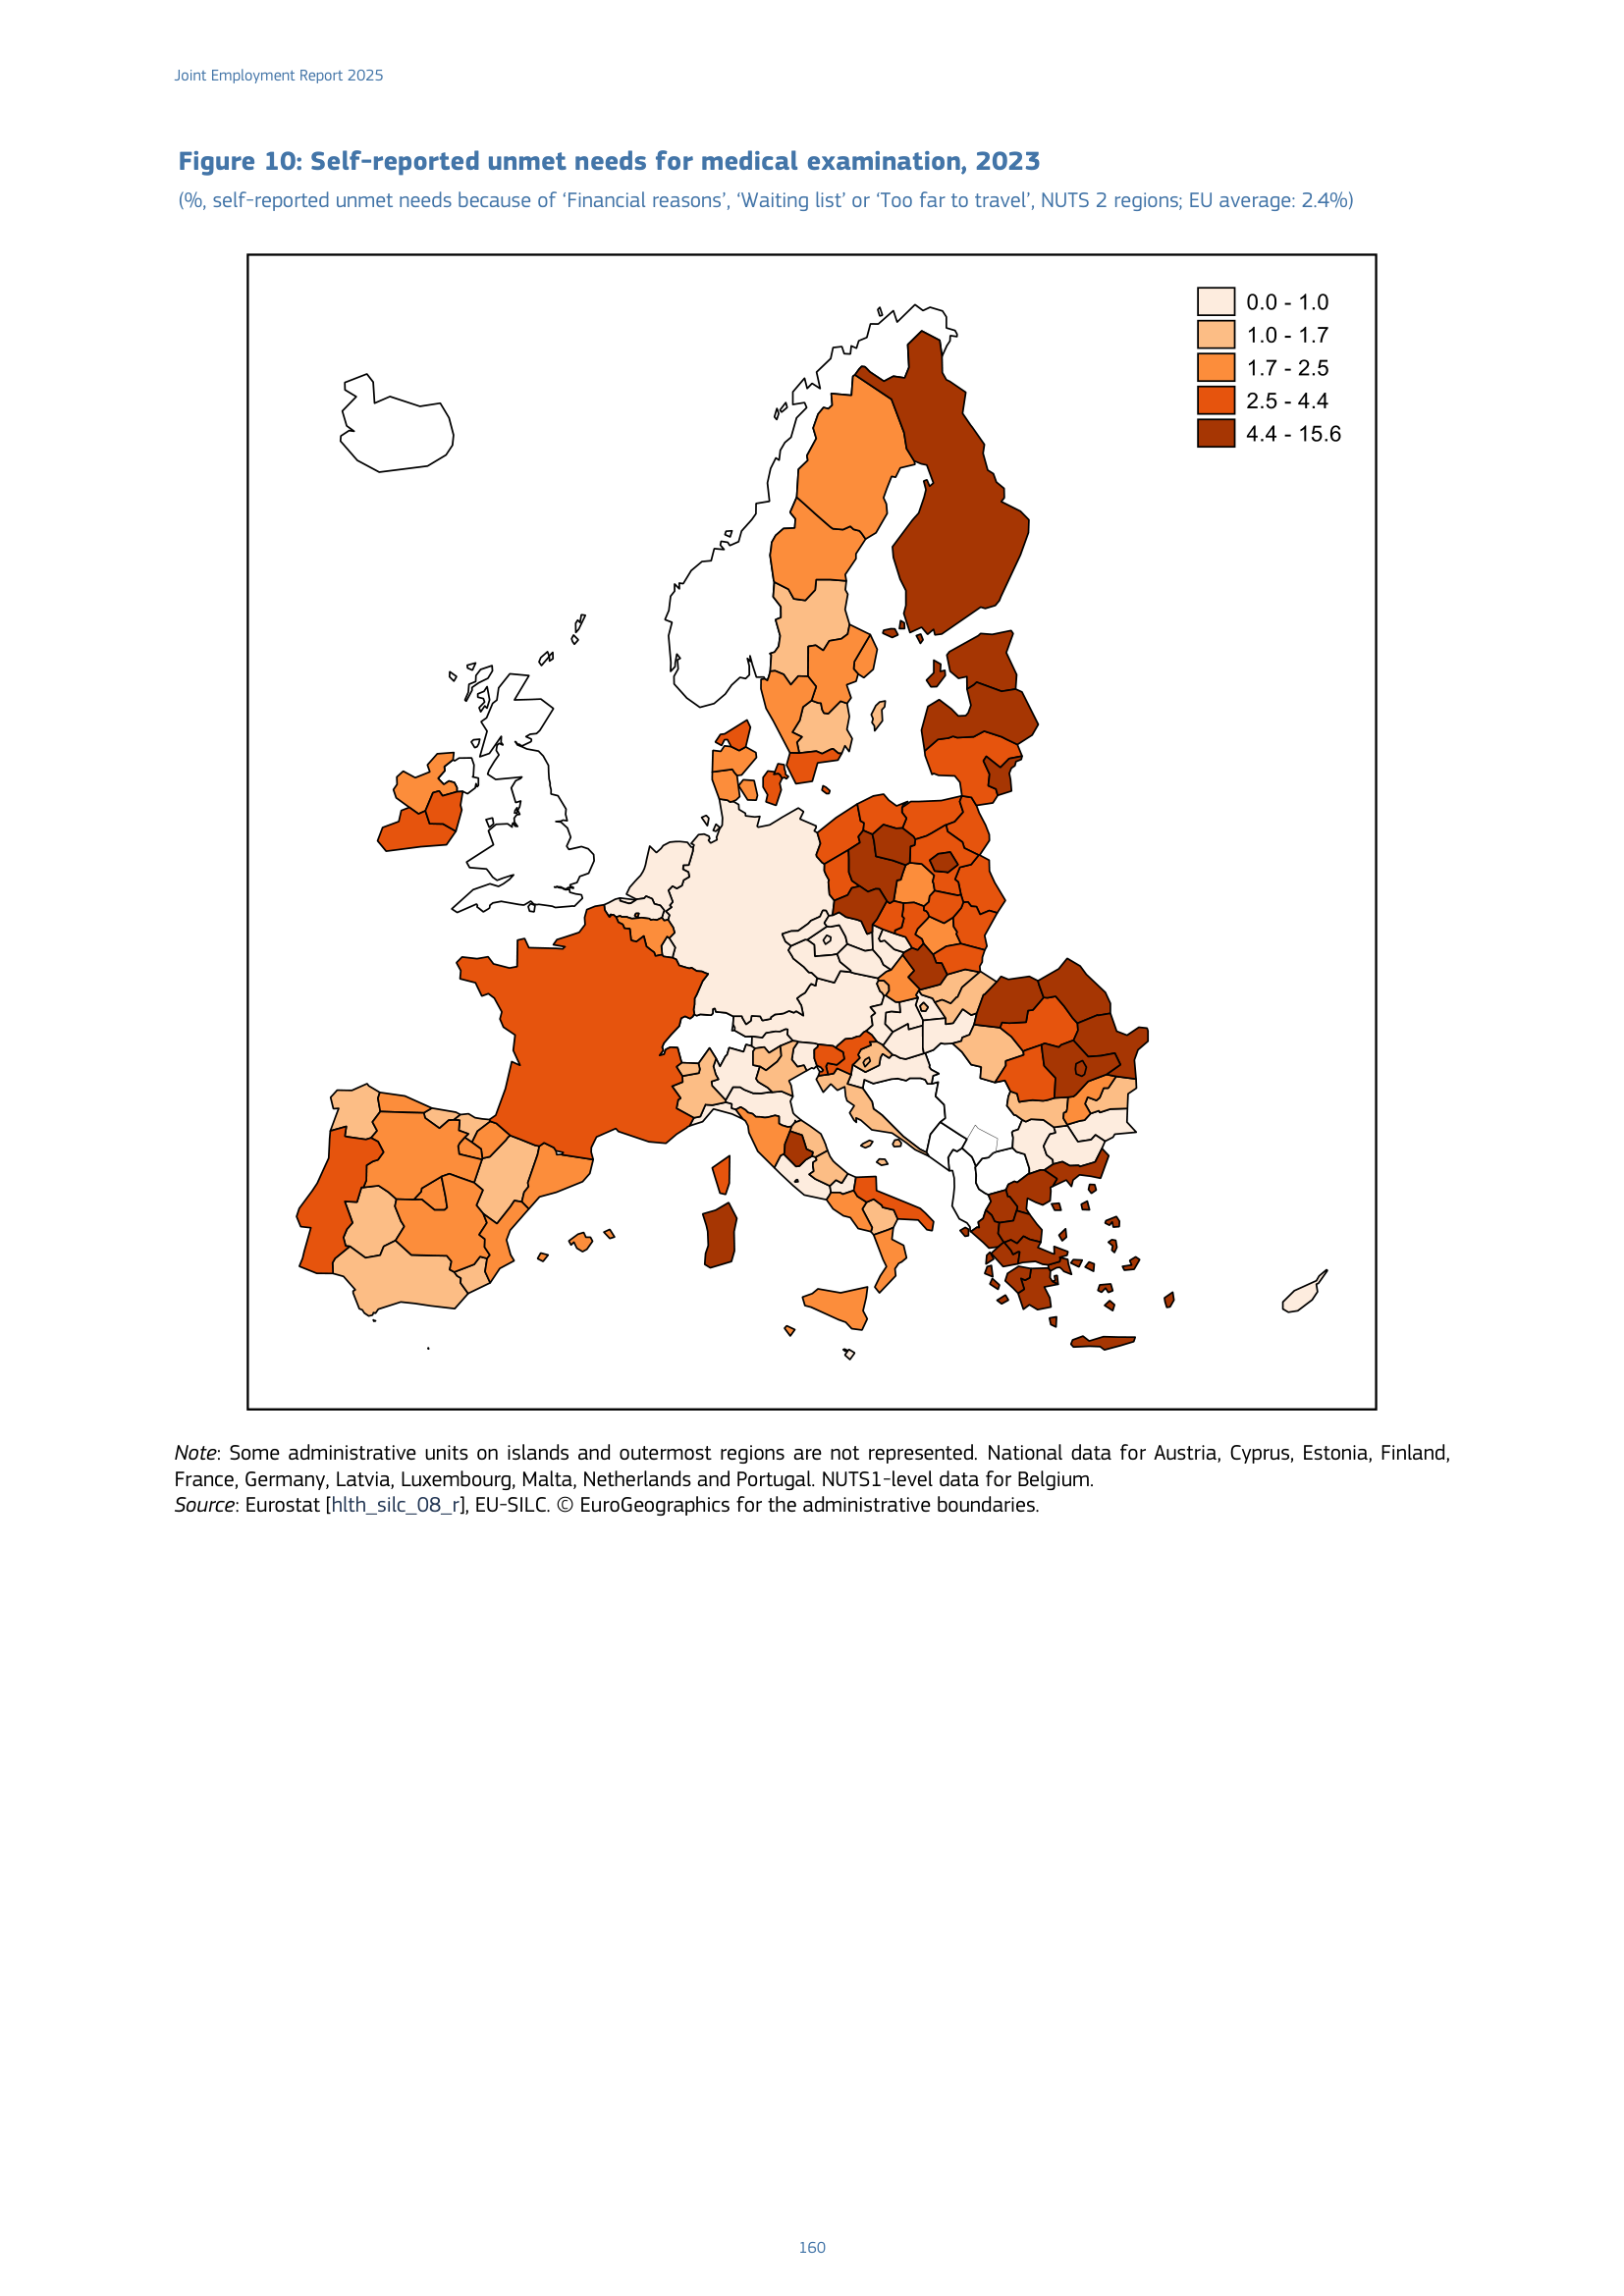 Joint Employment Report 2025
Figure 10: Self-reported unmet needs for medical examination, 2023
(%, self-reported unmet needs because of ‘Financial reasons’, ‘Waiting list’ or ‘Too far to travel’, NUTS 2 regions; EU average: 2.4%)
0.0 - 1.0
1.0 - 1.7
1.7 - 2.5
2.5 - 4.4
4.4 - 15.6
Note: Some administrative units on islands and outermost regions are not represented. National data for Austria, Cyprus, Estonia, Finland,
France, Germany, Latvia, Luxembourg, Malta, Netherlands and Portugal. NUTS1-level data for Belgium.
Source: Eurostat [hlth_silc_08_r], EU-SILC. © EuroGeographics for the administrative boundaries.
160